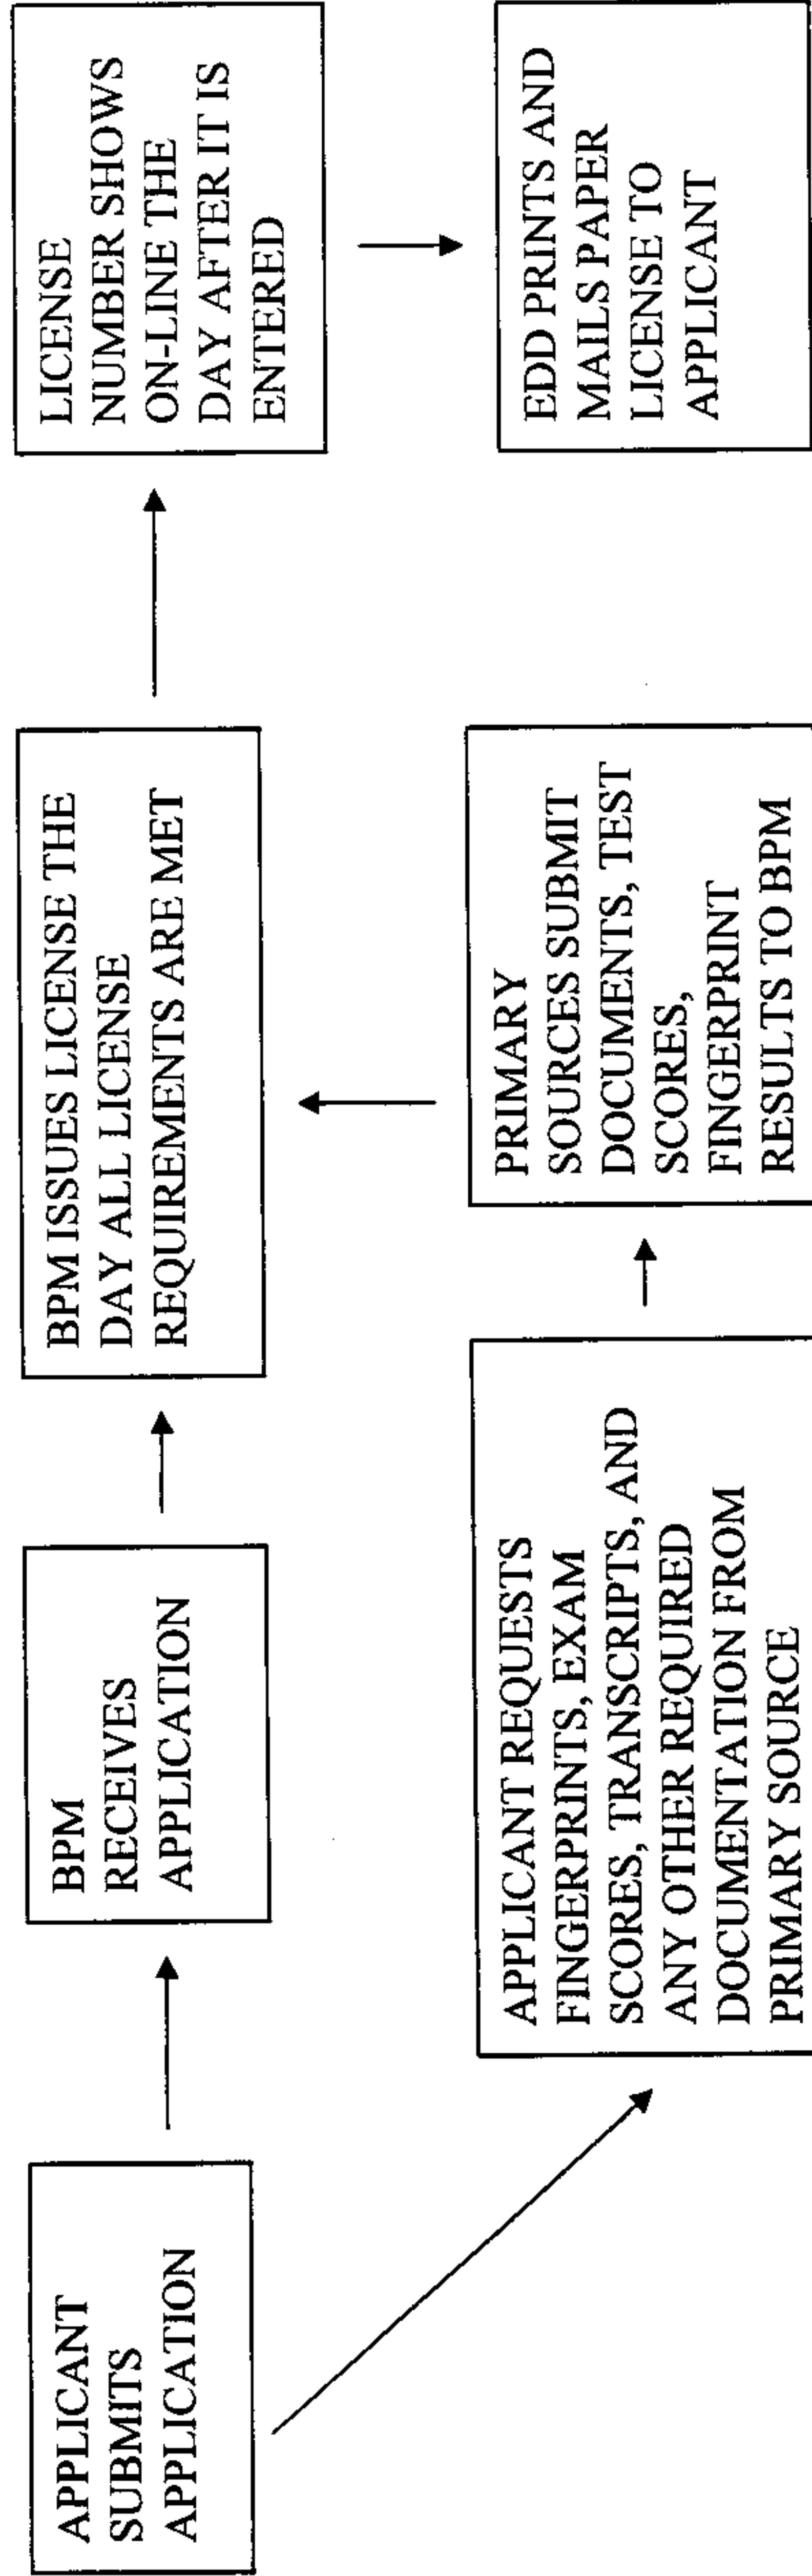 APPLICANT
SUBMITS
APPLICATION
BPM
RECEIVES
APPLICATION
BPM ISSUES LICENSE THE
DAY ALL LICENSE
REQUIREMENTS ARE MET
LICENSE
NUMBER SHOWS
ON-LINE THE
DAY AFTER IT IS
ENTERED
APPLICANT REQUESTS
FINGERPRINTS, EXAM
SCORES, TRANSCRIPTS, AND
ANY OTHER REQUIRED
DOCUMENTATION FROM
PRIMARY SOURCE
PRIMARY
SOURCES SUBMIT
DOCUMENTS, TEST
SCORES,
FINGERPRINT
RESULTS TO BPM
EDD PRINTS AND
MAILS PAPER
LICENSE TO
APPLICANT